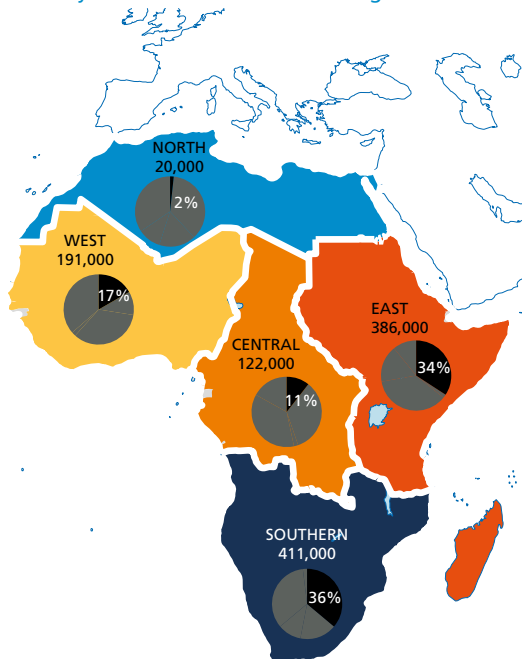 NORTH
20,000
2%
WEST
191,000
17%
EAST
386,000
34%
CENTRAL
122,000
11%
SOUTHERN
411,000
36%